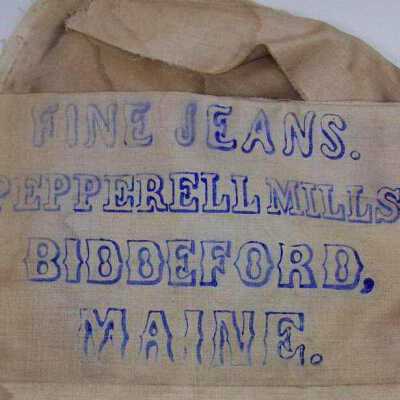 FINE JEANS.
PEPPERELL MILLS
BIDDEFORD,
MAINE.